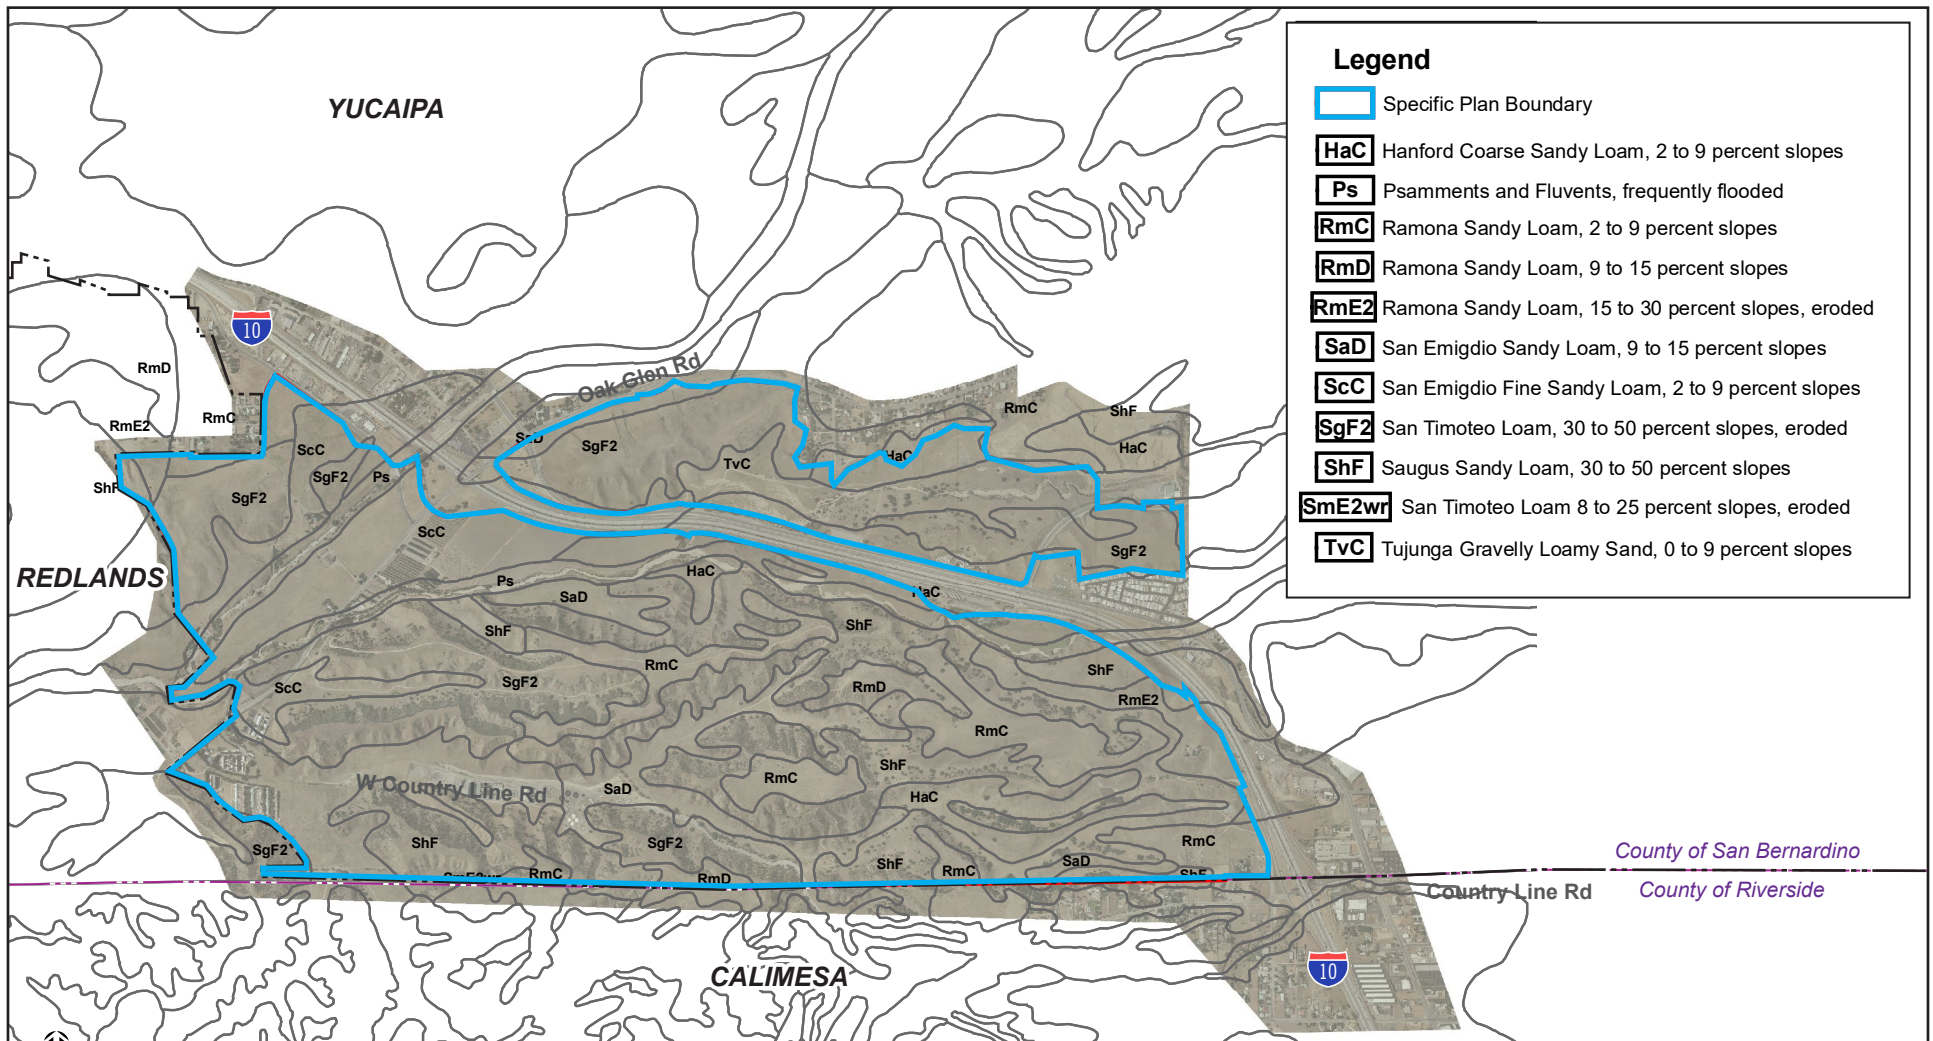 Legend
Specific Plan Boundary
HaC Hanford Coarse Sandy Loam, 2 to 9 percent slopes
Ps Psamments and Fluvents, frequently flooded
RmC Ramona Sandy Loam, 2 to 9 percent slopes
RmD Ramona Sandy Loam, 9 to 15 percent slopes
RmE2 Ramona Sandy Loam, 15 to 30 percent slopes, eroded
SaD San Emigdio Sandy Loam, 9 to 15 percent slopes
ScC San Emigdio Fine Sandy Loam, 2 to 9 percent slopes
SgF2 San Timoteo Loam, 30 to 50 percent slopes, eroded
ShF Saugus Sandy Loam, 30 to 50 percent slopes
SmE2wr San Timoteo Loam 8 to 25 percent slopes, eroded
TvC Tujunga Gravelly Loamy Sand, 0 to 9 percent slopes
YUCAIPA
10
Oak Glen Rd
RmD
RmC
RmE2
RmC
ShF
HaC
SaD
SgF2
ScC
SgF2
Ps
TvC
HaC
ShF
SgF2
ScC
SgF2
REDLANDS
Ps
HaC
SaD
HaC
ShF
ShF
RmC
ShF
ScC
SgF2
RmD
RmE2
RmC
W Country Line Rd
SaD
RmC
ShF
HaC
SgF2
ShF
SgF2
ShF
RmC
SaD
RmC
SmE2wr
RmC
RmD
ShF
County of San Bernardino
Country Line Rd
County of Riverside
CALIMESA
10